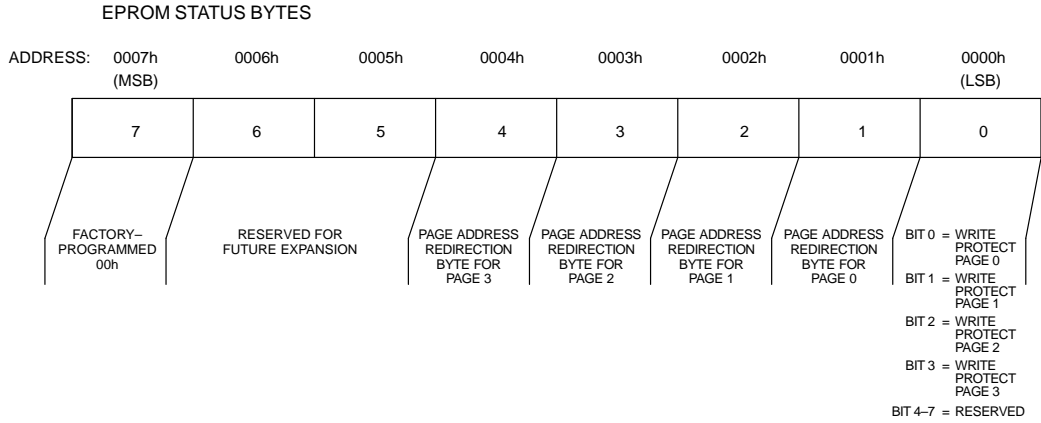 EPROM STATUS BYTES
ADDRESS: 0007h 0006h 0005h 0004h 0003h 0002h 0001h 0000h
(MSB) (LSB)
7 6 5 4 3 2 1 0
FACTORY–
PROGRAMMED
00h
RESERVED FOR
FUTURE EXPANSION
PAGE ADDRESS
REDIRECTION
BYTE FOR
PAGE 3
PAGE ADDRESS
REDIRECTION
BYTE FOR
PAGE 2
PAGE ADDRESS
REDIRECTION
BYTE FOR
PAGE 1
PAGE ADDRESS
REDIRECTION
BYTE FOR
PAGE 0
BIT 0 = WRITE
PROTECT
PAGE 0
BIT 1 = WRITE
PROTECT
PAGE 1
BIT 2 = WRITE
PROTECT
PAGE 2
BIT 3 = WRITE
PROTECT
PAGE 3
BIT 4–7 = RESERVED